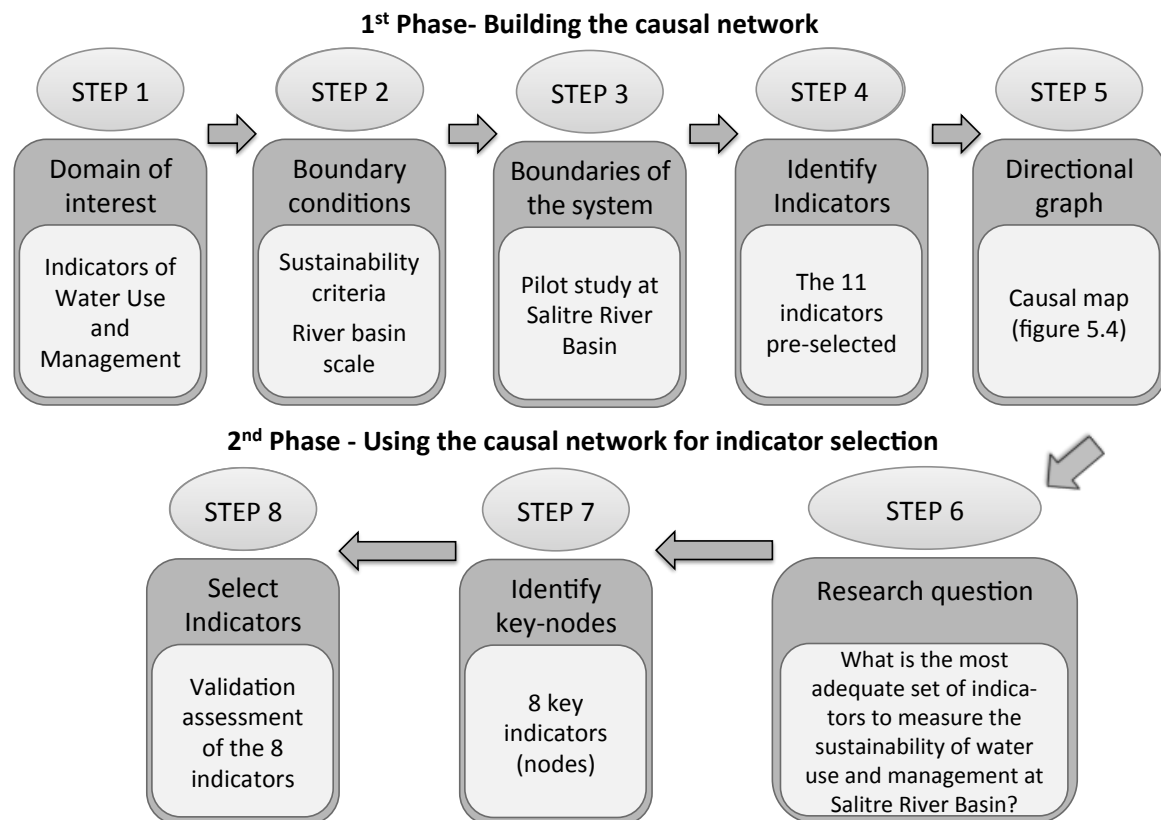 1st Phase- Building the causal network
STEP 1
Domain of
interest
Indicators of
Water Use
and
Management
STEP 2
Boundary
conditions
Sustainability
criteria
River basin
scale
STEP 3
Boundaries of
the system
Pilot study at
Salitre River
Basin
STEP 4
Identify
Indicators
The 11
indicators
pre-selected
STEP 5
Directional
graph
Causal map
(figure 5.4)
2nd Phase - Using the causal network for indicator selection
STEP 6
Research question
What is the most
adequate set of indica-
tors to measure the
sustainability of water
use and management at
Salitre River Basin?
STEP 7
Identify
key-nodes
8 key
indicators
(nodes)
STEP 8
Select
Indicators
Validation
assessment
of the 8
indicators